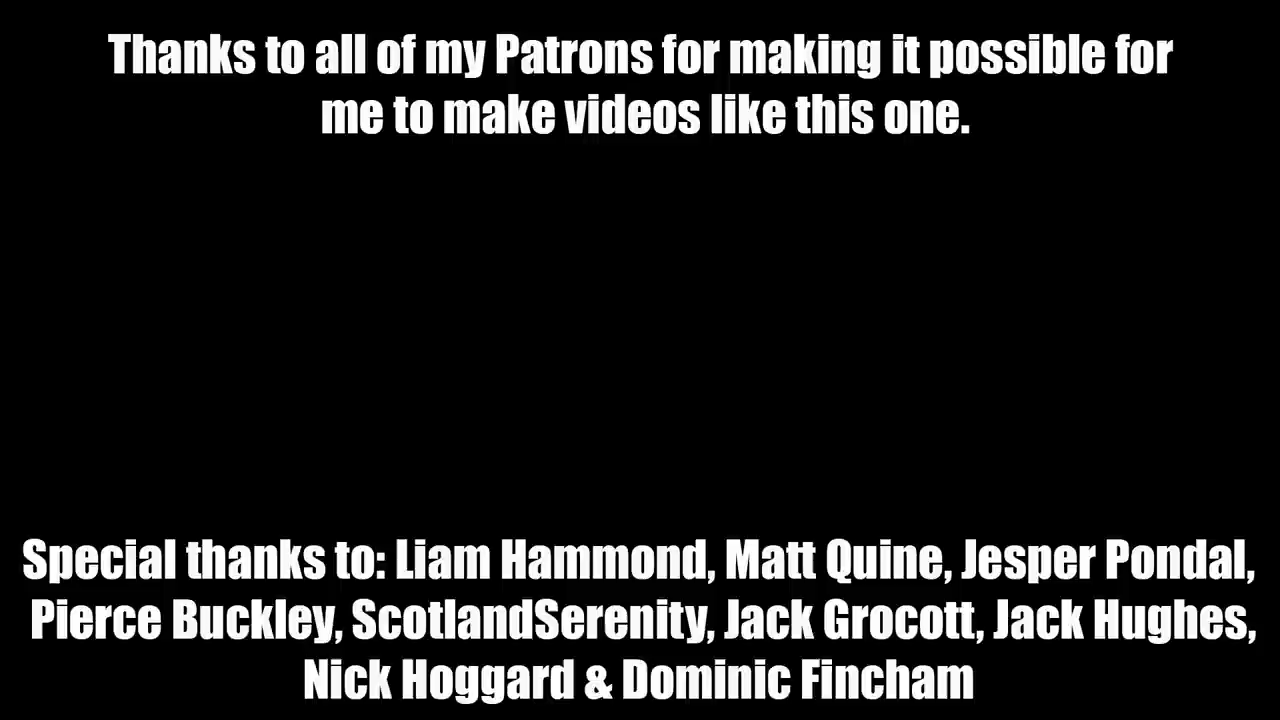 Thanks to all of my Patrons for making it possible for
me to make videos like this one.
Special thanks to: Liam Hammond, Matt Quine, Jesper Pondal,
Pierce Buckley, ScotlandSerenity, Jack Grocott, Jack Hughes,
Nick Hoggard & Dominic Fincham